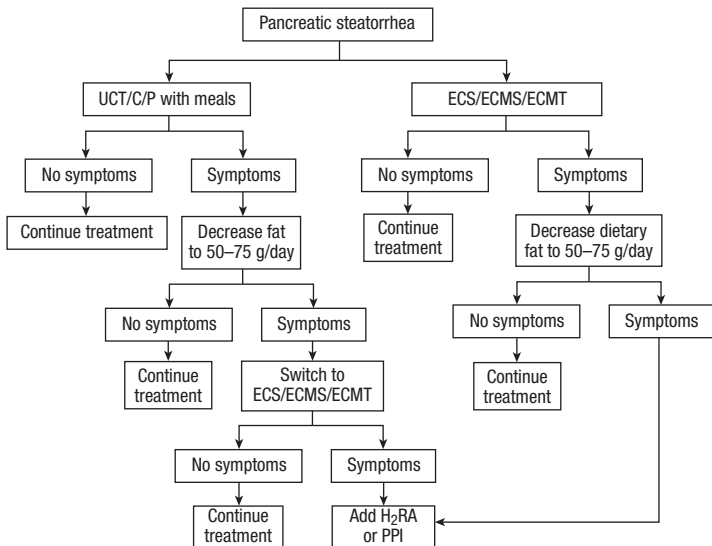 Pancreatic steatorrhea
UCT/C/P with meals
ECS/ECMS/ECMT
No symptoms
Symptoms
No symptoms
Symptoms
Continue treatment
Decrease fat
to 50–75 g/day
Continue
treatment
Decrease dietary
fat to 50–75 g/day
No symptoms
Symptoms
No symptoms
Symptoms
Continue
treatment
Switch to
ECS/ECMS/ECMT
Continue
treatment
No symptoms
Symptoms
Continue
treatment
Add H₂RA
or PPI